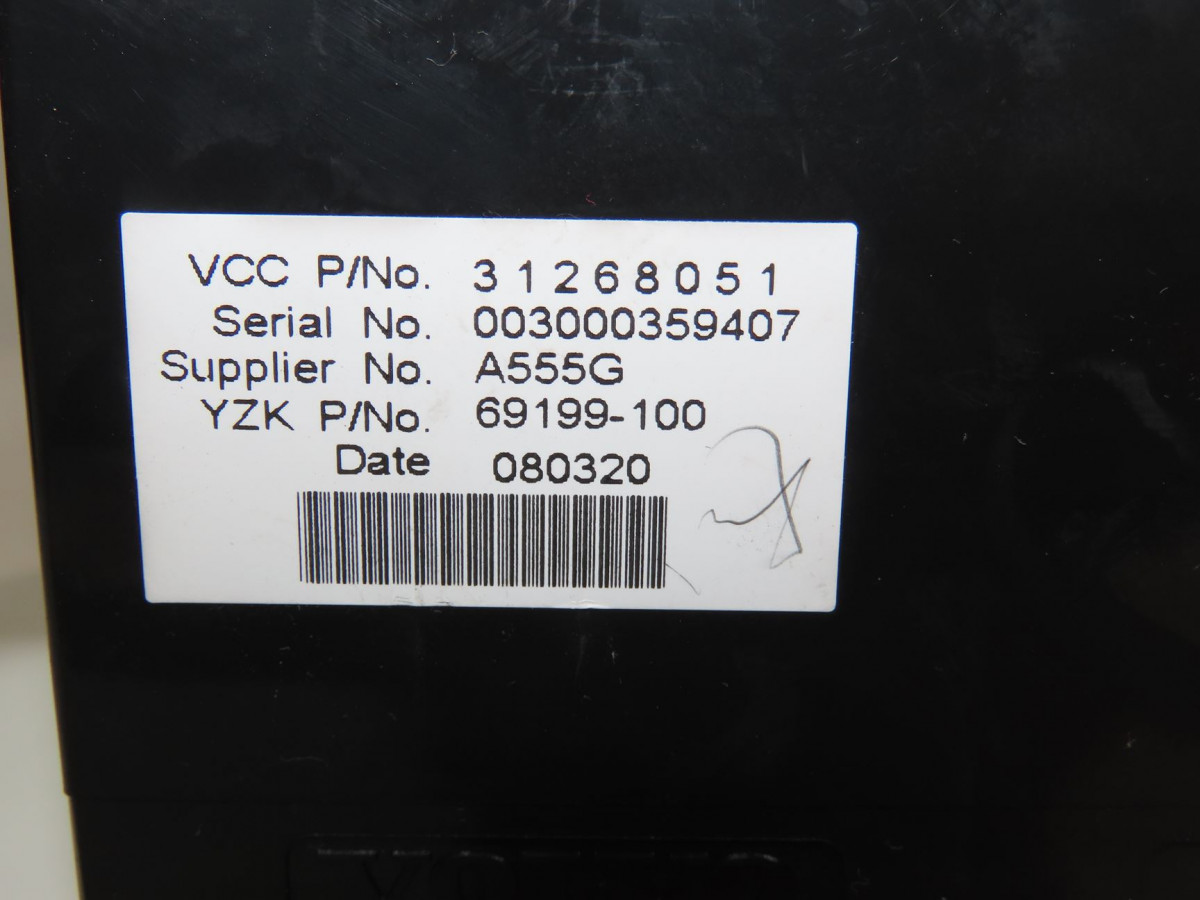 VCC P/No. 31268051
Serial No. 003000359407
Supplier No. A555G
YZK P/No. 69199-100
Date 080320